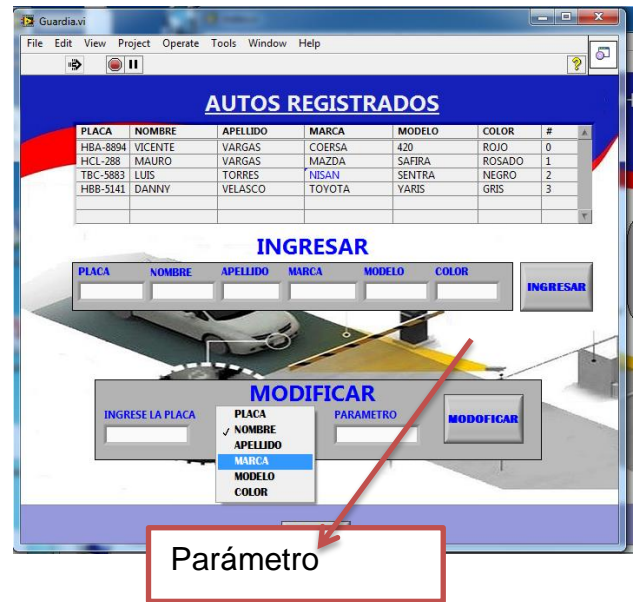 Guardia.vi
File Edit View Project Operate Tools Window Help
AUTOS REGISTRADOS
PLACA NOMBRE APELLIDO MARCA MODELO COLOR #
HBA-8894 VICENTE VARGAS COERSA 420 ROJO 0
HCL-288 MAURO VARGAS MAZDA SAFIRA ROSADO 1
TBC-5883 LUIS TORRES NISAN SENTRA NEGRO 2
HBB-5141 DANNY VELASCO TOYOTA YARIS GRIS 3
INGRESAR
PLACA NOMBRE APELLIDO MARCA MODELO COLOR
INGRESAR
MODIFICAR
INGRESE LA PLACA
PLACA
✓ NOMBRE
APELLIDO
MARCA
MODELO
COLOR
PARAMETRO
MODOFICAR
Parámetro